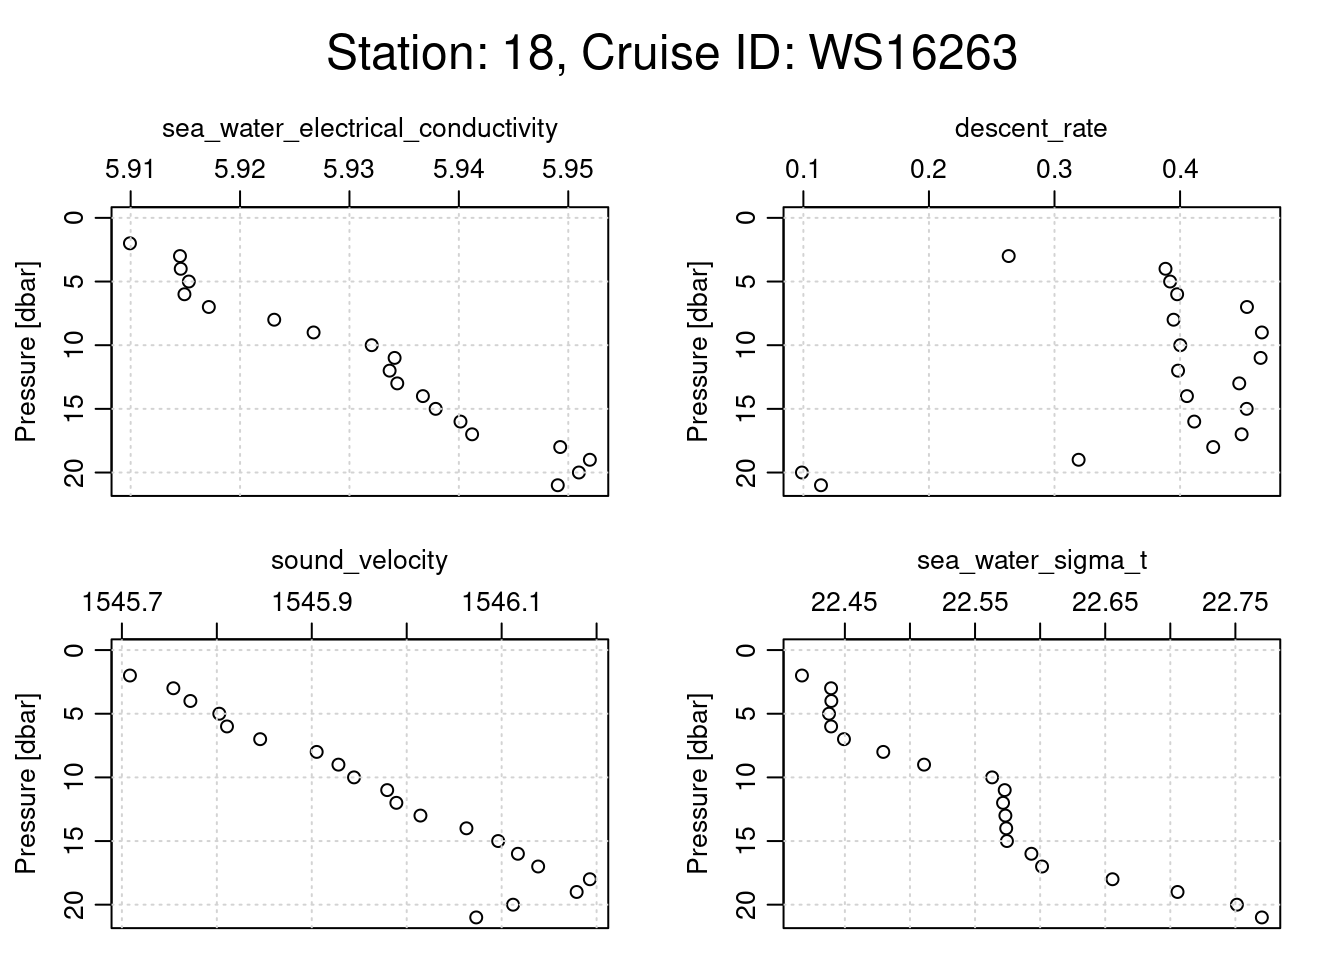 Station: 18, Cruise ID: WS16263
sea_water_electrical_conductivity
5.91 5.92 5.93 5.94 5.95
Pressure [dbar]
0
5
10
15
20
descent_rate
0.1 0.2 0.3 0.4
Pressure [dbar]
0
5
10
15
20
sound_velocity
1545.7 1545.9 1546.1
Pressure [dbar]
0
5
10
15
20
sea_water_sigma_t
22.45 22.55 22.65 22.75
Pressure [dbar]
0
5
10
15
20